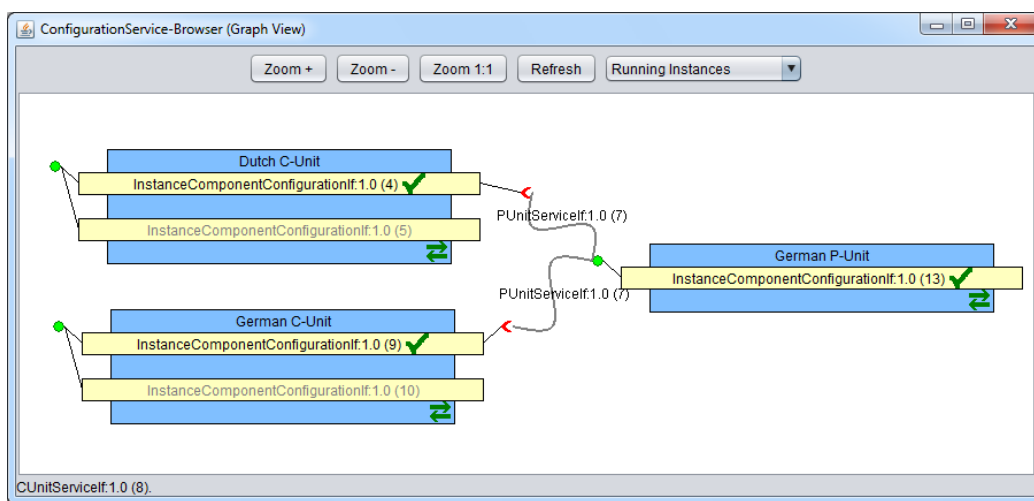 ConfigurationService-Browser (Graph View)
Zoom +
Zoom -
Zoom 1:1
Refresh
Running Instances
Dutch C-Unit
InstanceComponentConfigurationIf:1.0 (4)
InstanceComponentConfigurationIf:1.0 (5)
PUnitServiceIf:1.0 (7)
German P-Unit
InstanceComponentConfigurationIf:1.0 (13)
PUnitServiceIf:1.0 (7)
German C-Unit
InstanceComponentConfigurationIf:1.0 (9)
InstanceComponentConfigurationIf:1.0 (10)
CUnitServiceIf:1.0 (8).